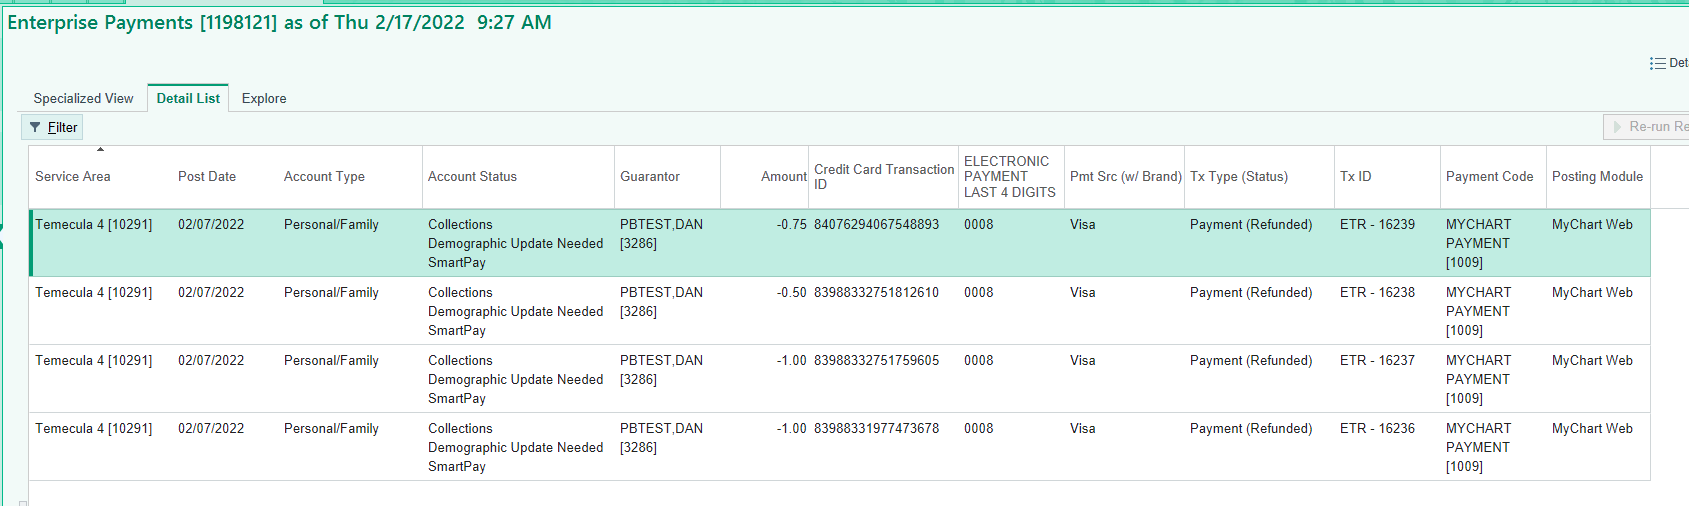 Enterprise Payments [1198121] as of Thu 2/17/2022 9:27 AM
Specialized View Detail List Explore
Filter
Service Area Post Date Account Type Account Status Guarantor Amount Credit Card Transaction ID ELECTRONIC PAYMENT LAST 4 DIGITS Pmt Src (w/ Brand) Tx Type (Status) Tx ID Payment Code Posting Module
Temecula 4 [10291] 02/07/2022 Personal/Family Collections PBTEST,DAN -0.75 84076294067548893 0008 Visa Payment (Refunded) ETR - 16239 MYCHART MyChart Web
Demographic Update Needed [3286] PAYMENT
SmartPay [1009]
Temecula 4 [10291] 02/07/2022 Personal/Family Collections PBTEST,DAN -0.50 83988332751812610 0008 Visa Payment (Refunded) ETR - 16238 MYCHART MyChart Web
Demographic Update Needed [3286] PAYMENT
SmartPay [1009]
Temecula 4 [10291] 02/07/2022 Personal/Family Collections PBTEST,DAN -1.00 83988332751759605 0008 Visa Payment (Refunded) ETR - 16237 MYCHART MyChart Web
Demographic Update Needed [3286] PAYMENT
SmartPay [1009]
Temecula 4 [10291] 02/07/2022 Personal/Family Collections PBTEST,DAN -1.00 83988331977473678 0008 Visa Payment (Refunded) ETR - 16236 MYCHART MyChart Web
Demographic Update Needed [3286] PAYMENT
SmartPay [1009]